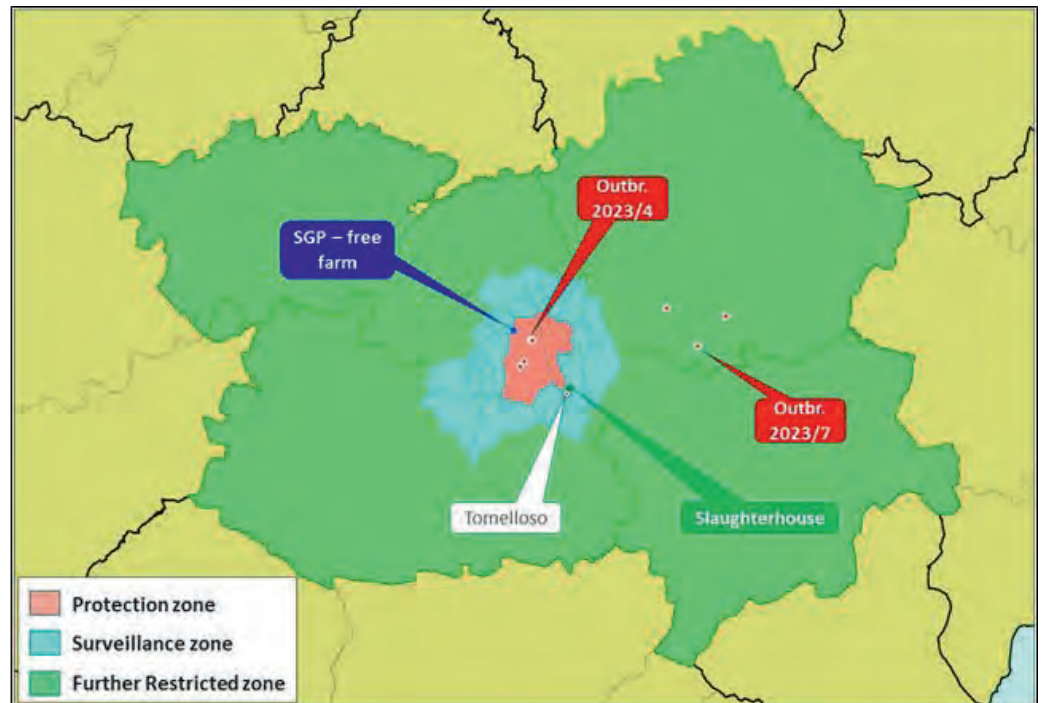 Outbr.
2023/4
SGP – free
farm
Outbr.
2023/7
Tomelloso
Slaughterhouse
Protection zone
Surveillance zone
Further Restricted zone